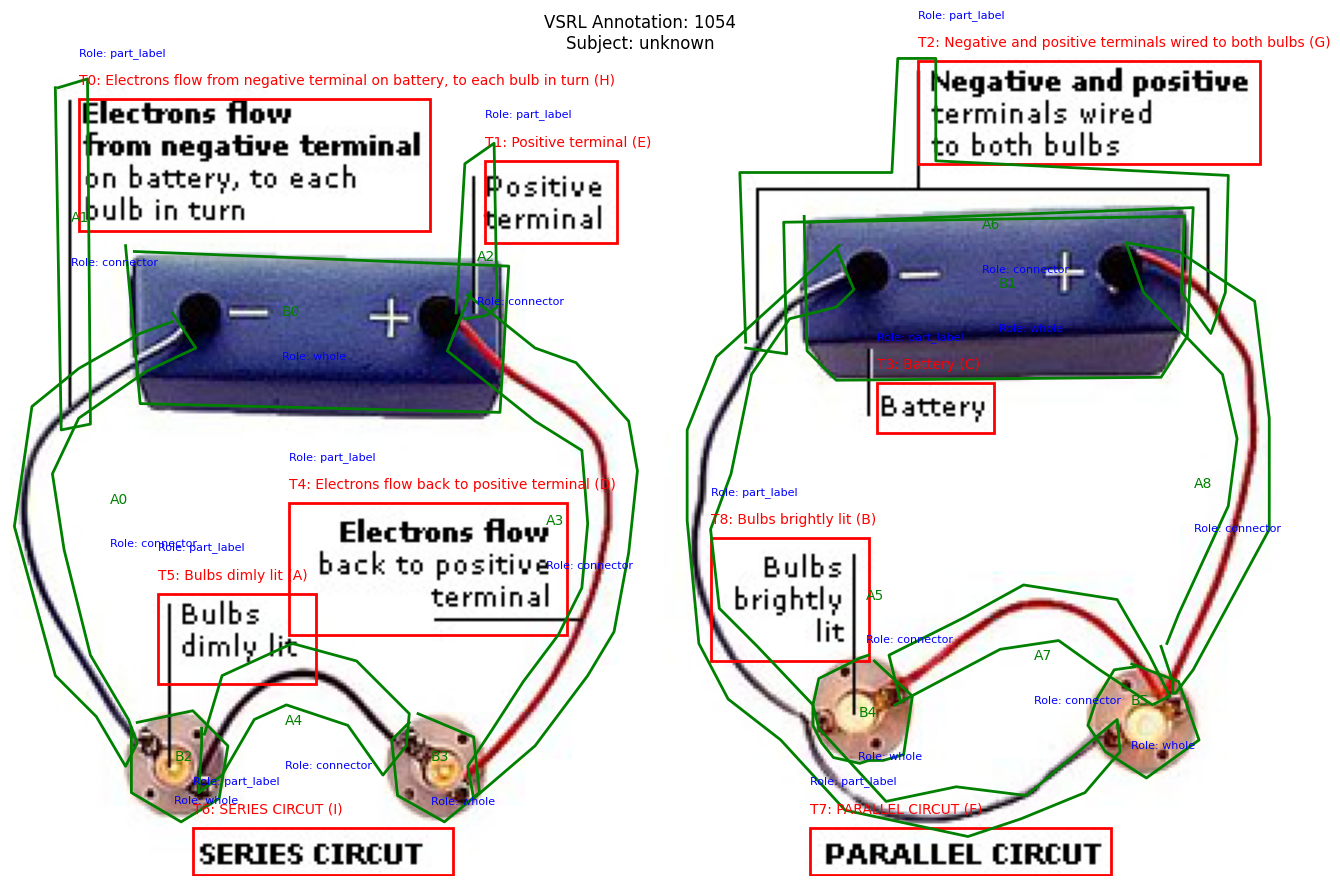 VSRL Annotation: 1054
Subject: unknown
Role: part_label
T0: Electrons flow from negative terminal on battery, to each bulb in turn (H)
Electrons flow
from negative terminal
on battery, to each
bulb in turn
Role: part_label
T1: Positive terminal (E)
Positive
terminal
A1
Role: connector
A2
Role: connector
B0
Role: whole
A0
Role: connector
Role: part_label
T4: Electrons flow back to positive terminal (D)
Electrons flow
back to positive
terminal
A3
Role: connector
Role: part_label
T5: Bulbs dimly lit (A)
Bulbs
dimly lit
A4
Role: connector
B2
Role: whole
B3
Role: whole
Role: part_label
T6: SERIES CIRCUT (I)
SERIES CIRCUT
Role: part_label
T2: Negative and positive terminals wired to both bulbs (G)
Negative and positive
terminals wired
to both bulbs
A6
Role: connector
B1
Role: whole
Role: part_label
T3: Battery (C)
Battery
A8
Role: connector
Role: part_label
T8: Bulbs brightly lit (B)
Bulbs
brightly
lit
A5
Role: connector
A7
Role: connector
B4
Role: whole
B5
Role: whole
Role: part_label
T7: PARALLEL CIRCUT (F)
PARALLEL CIRCUT